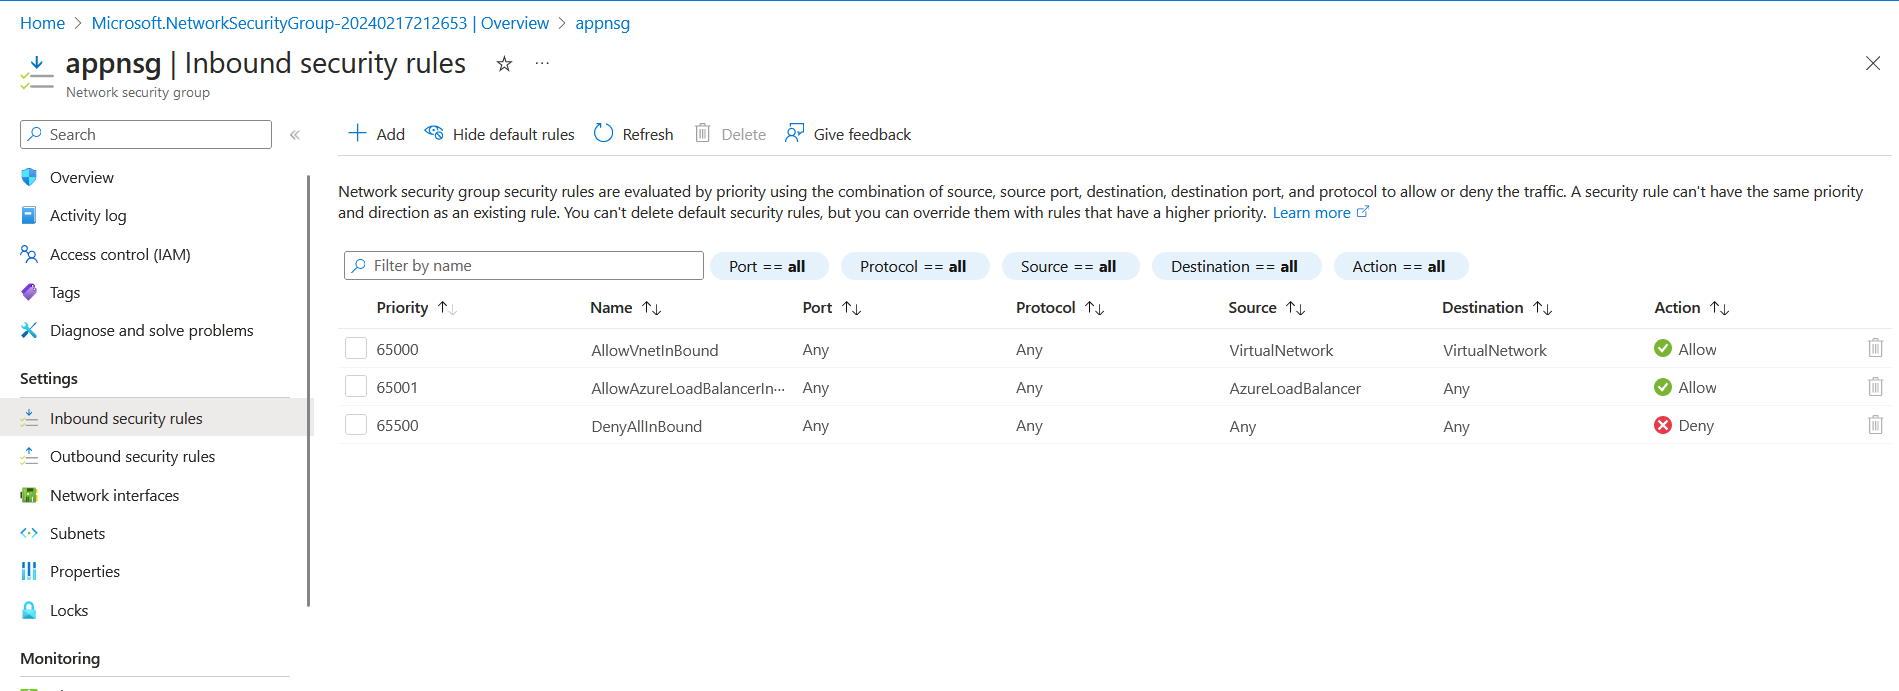 Home > Microsoft.NetworkSecurityGroup-20240217212653 | Overview > appnsg
appnsg | Inbound security rules
Network security group
Search
Add
Hide default rules
Refresh
Delete
Give feedback
Overview
Activity log
Access control (IAM)
Tags
Diagnose and solve problems
Settings
Inbound security rules
Outbound security rules
Network interfaces
Subnets
Properties
Locks
Monitoring
Network security group security rules are evaluated by priority using the combination of source, source port, destination, destination port, and protocol to allow or deny the traffic. A security rule can't have the same priority
and direction as an existing rule. You can't delete default security rules, but you can override them with rules that have a higher priority. Learn more
Filter by name
Port == all
Protocol == all
Source == all
Destination == all
Action == all
Priority Name Port Protocol Source Destination Action
65000 AllowVnetInBound Any Any VirtualNetwork VirtualNetwork Allow
65001 AllowAzureLoadBalancerIn··· Any Any AzureLoadBalancer Any Allow
65500 DenyAllInBound Any Any Any Any Deny